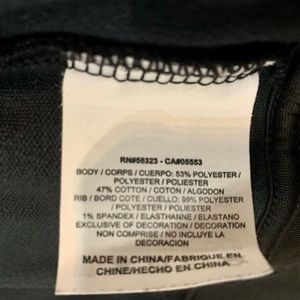 RN#56323 - CA#05553
BODY / CORPS / CUERPO: 53% POLYESTER /
POLYESTER / POLIESTER
47% COTTON / COTON / ALGODON
RIB / BORD COTE / CUELLO: 99% POLYESTER
/ POLYESTER / POLIESTER
1% SPANDEX / ELASTHANNE / ELASTANO
EXCLUSIVE OF DECORATION / DECORATION
NON COMPRISE / NO INCLUYE LA
DECORACION
MADE IN CHINA/FABRIQUE EN
CHINE/HECHO EN CHINA